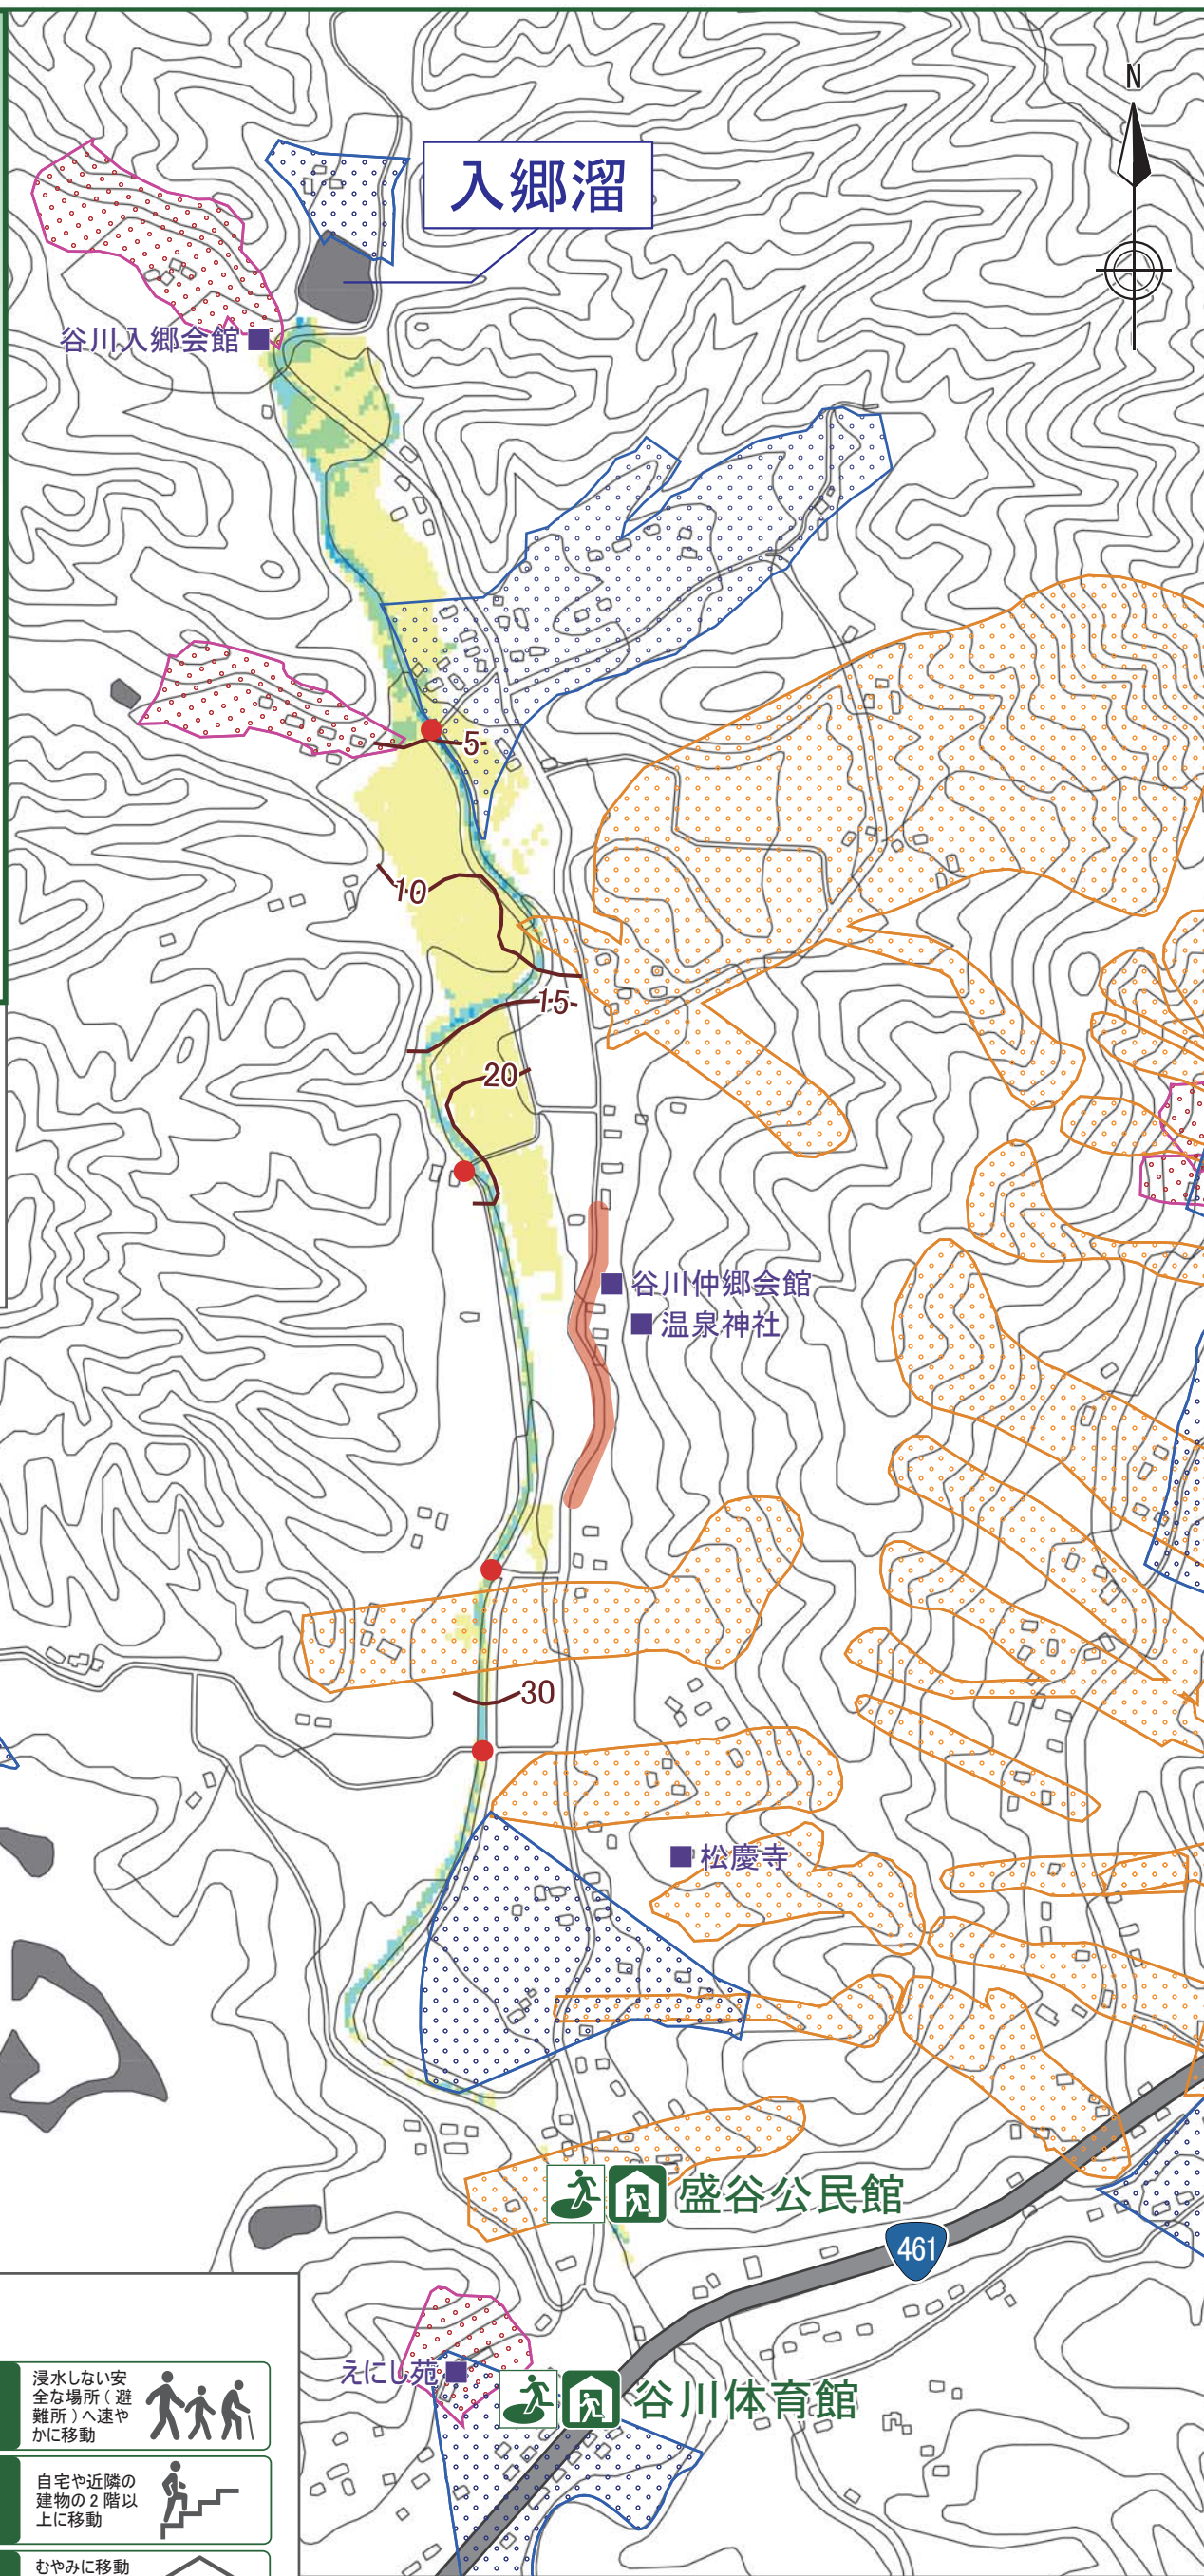 N
入郷溜
谷川入郷会館
5
10
15
20
谷川仲郷会館
温泉神社
30
松慶寺
盛谷公民館
461
えにし苑
谷川体育館
浸水しない安
全な場所（避
難所）へ速や
かに移動
自宅や近隣の
建物の2階以
上に移動
むやみに移動